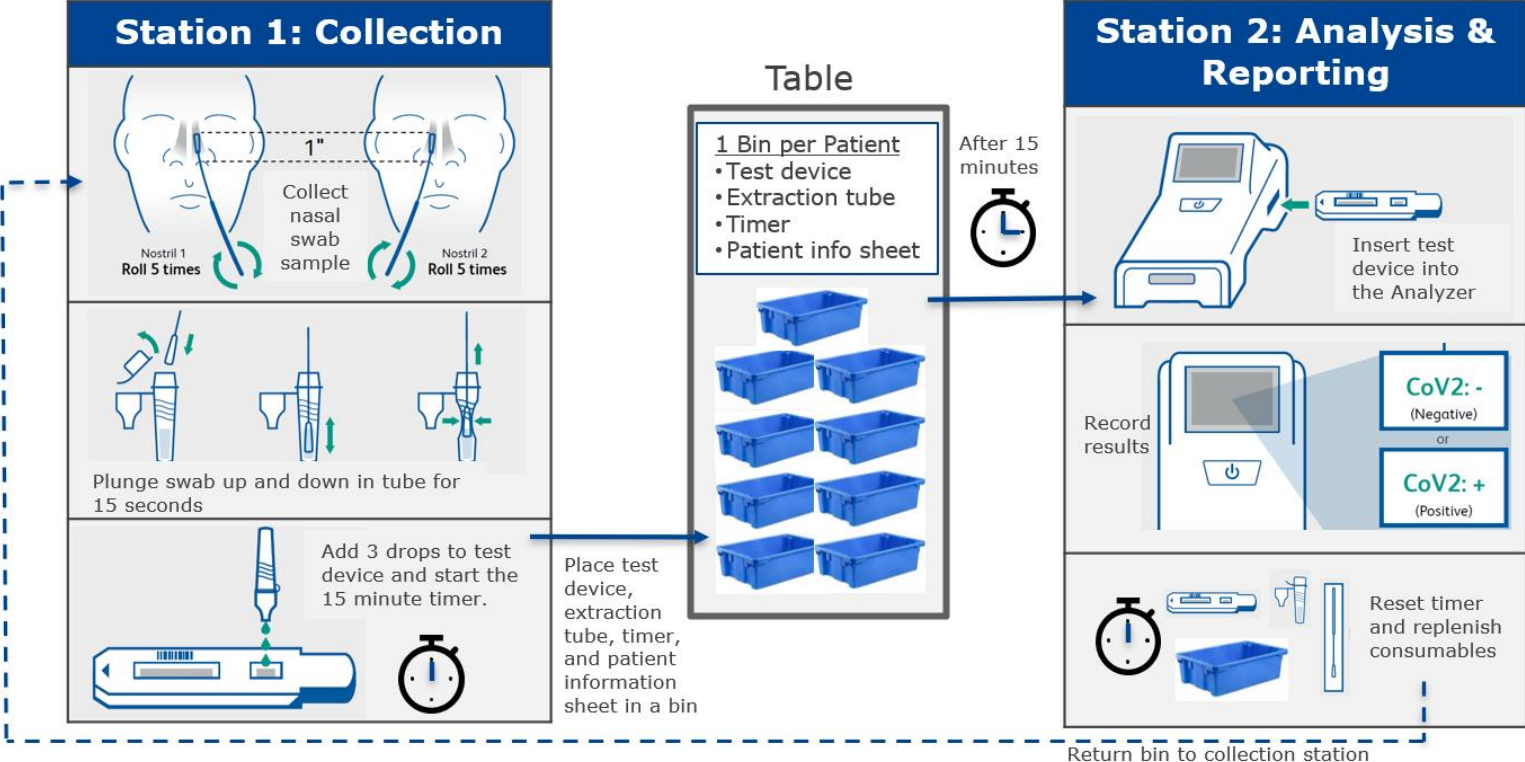 Station 1: Collection
1"
Collect
nasal
swab
sample
Nostril 1
Roll 5 times
Nostril 2
Roll 5 times
Plunge swab up and down in tube for
15 seconds
Add 3 drops to test
device and start the
15 minute timer.
Place test
device,
extraction
tube, timer,
and patient
information
sheet in a bin
Table
1 Bin per Patient
•Test device
•Extraction tube
•Timer
•Patient info sheet
After 15
minutes
Station 2: Analysis &
Reporting
Insert test
device into
the Analyzer
Record
results
CoV2: -
(Negative)
or
CoV2: +
(Positive)
Reset timer
and replenish
consumables
Return bin to collection station